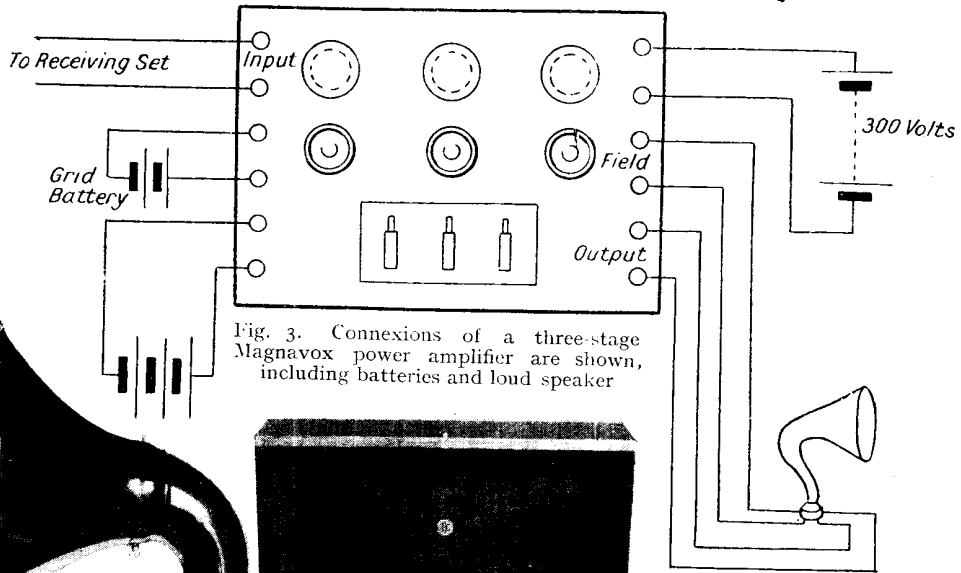 To Receiving Set
Input
Grid
Battery
300 Volts
Field
Output
Fig. 3. Connexions of a three-stage
Magnavox power amplifier are shown,
including batteries and loud speaker